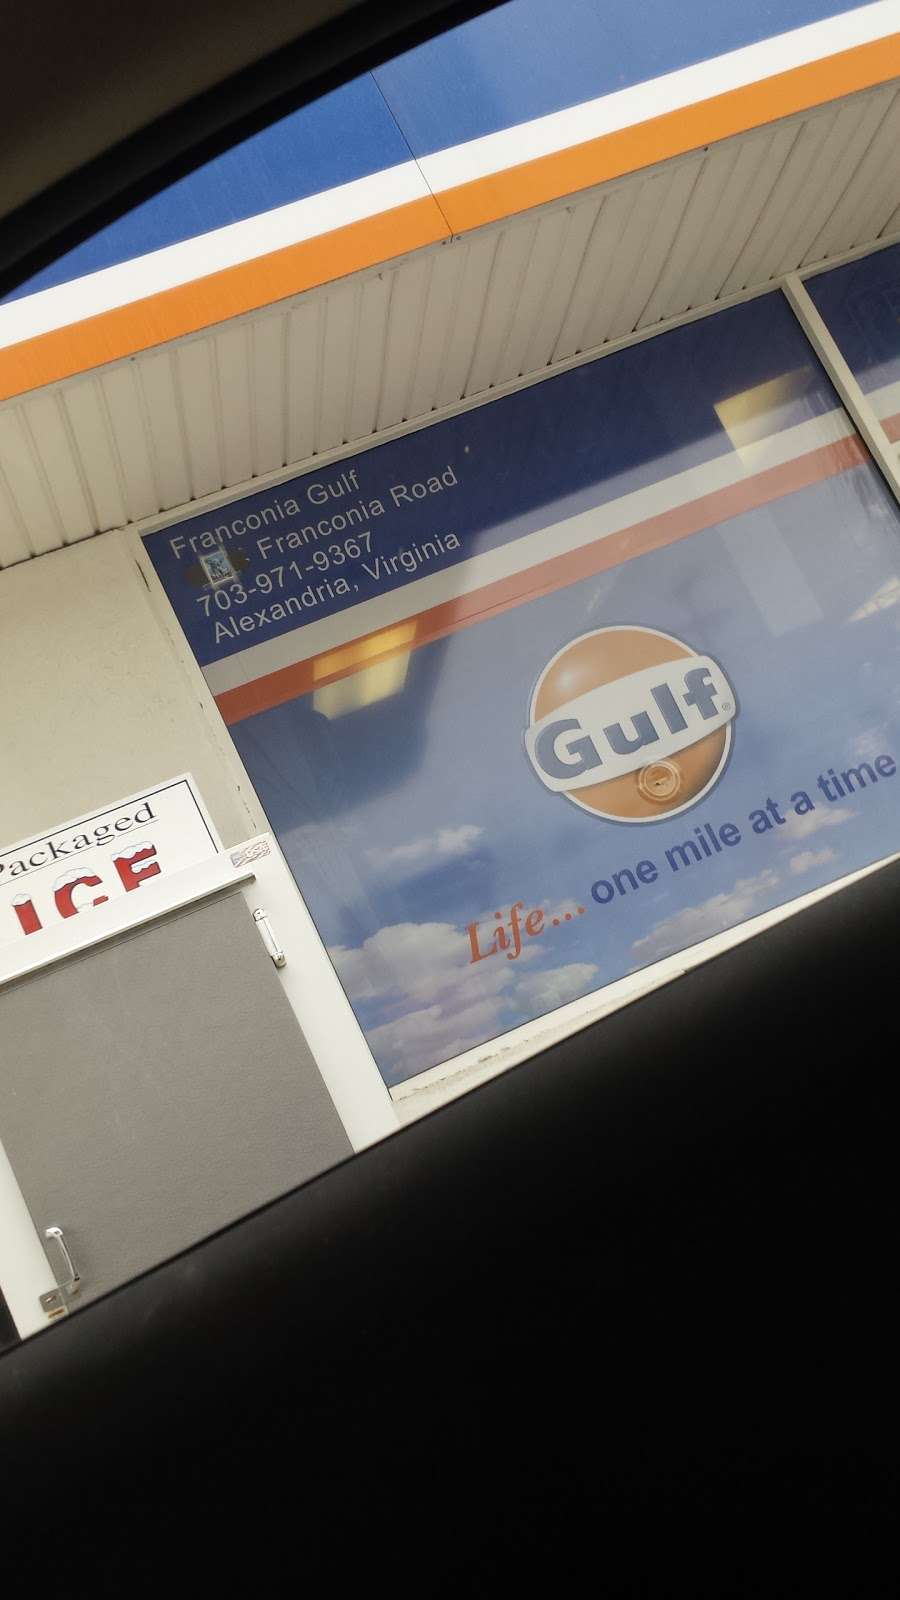 Franconia Gulf
Franconia Road
703-971-9367
Alexandria, Virginia
Gulf
Life... one mile at a time
Packaged
ICE